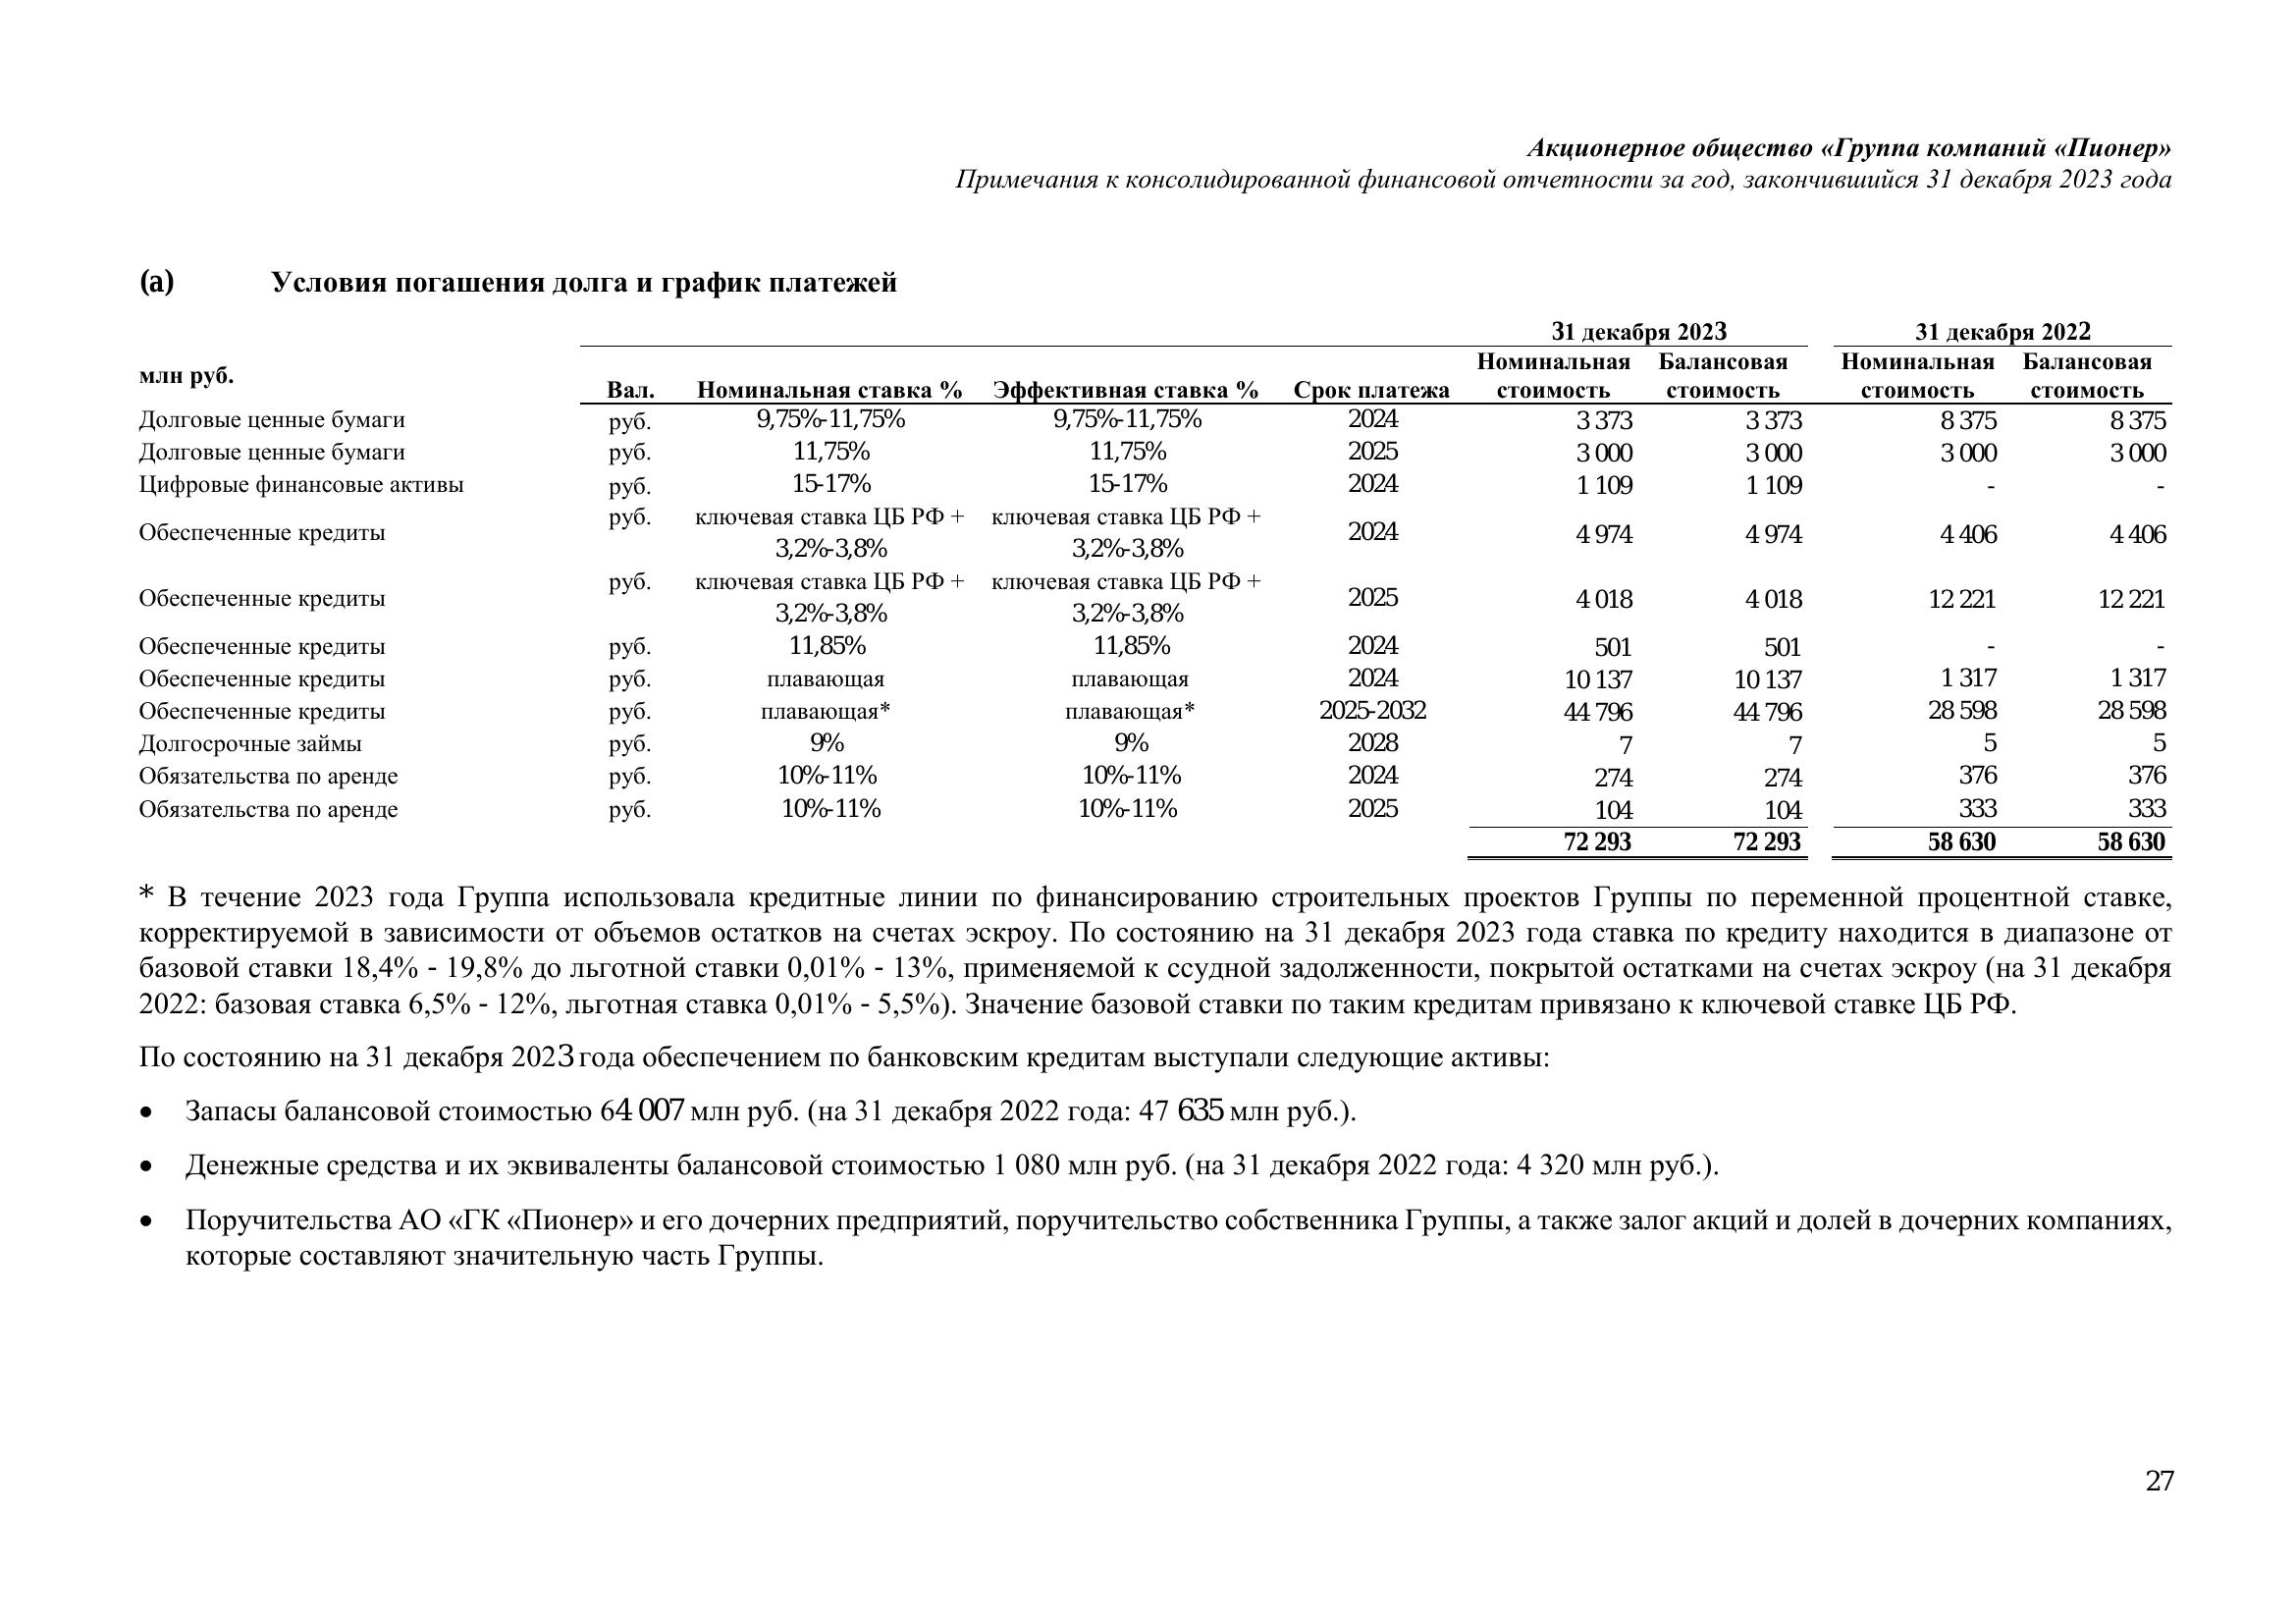 Акционерное общество «Группа компаний «Пионер»
Примечания к консолидированной финансовой отчетности за год, закончившийся 31 декабря 2023 года
(а) Условия погашения долга и график платежей
31 декабря 2023 31 декабря 2022
млн руб. Вал. Номинальная ставка % Эффективная ставка % Срок платежа Номинальная стоимость Балансовая стоимость Номинальная стоимость Балансовая стоимость
Долговые ценные бумаги руб. 9,75%-11,75% 9,75%-11,75% 2024 3 373 3 373 8 375 8 375
Долговые ценные бумаги руб. 11,75% 11,75% 2025 3 000 3 000 3 000 3 000
Цифровые финансовые активы руб. 15-17% 15-17% 2024 1 109 1 109 - -
Обеспеченные кредиты руб. ключевая ставка ЦБ РФ + 3,2%-3,8% ключевая ставка ЦБ РФ + 3,2%-3,8% 2024 4 974 4 974 4 406 4 406
Обеспеченные кредиты руб. ключевая ставка ЦБ РФ + 3,2%-3,8% ключевая ставка ЦБ РФ + 3,2%-3,8% 2025 4 018 4 018 12 221 12 221
Обеспеченные кредиты руб. 11,85% 11,85% 2024 501 501 - -
Обеспеченные кредиты руб. плавающая плавающая 2024 10 137 10 137 1 317 1 317
Обеспеченные кредиты руб. плавающая* плавающая* 2025-2032 44 796 44 796 28 598 28 598
Долгосрочные займы руб. 9% 9% 2028 7 7 5 5
Обязательства по аренде руб. 10%-11% 10%-11% 2024 274 274 376 376
Обязательства по аренде руб. 10%-11% 10%-11% 2025 104 104 333 333
72 293 72 293 58 630 58 630
* В течение 2023 года Группа использовала кредитные линии по финансированию строительных проектов Группы по переменной процентной ставке,
корректируемой в зависимости от объемов остатков на счетах эскроу. По состоянию на 31 декабря 2023 года ставка по кредиту находится в диапазоне от
базовой ставки 18,4% - 19,8% до льготной ставки 0,01% - 13%, применяемой к ссудной задолженности, покрытой остатками на счетах эскроу (на 31 декабря
2022: базовая ставка 6,5% - 12%, льготная ставка 0,01% - 5,5%). Значение базовой ставки по таким кредитам привязано к ключевой ставке ЦБ РФ.
По состоянию на 31 декабря 2023 года обеспечением по банковским кредитам выступали следующие активы:
• Запасы балансовой стоимостью 64 007 млн руб. (на 31 декабря 2022 года: 47 635 млн руб.).
• Денежные средства и их эквиваленты балансовой стоимостью 1 080 млн руб. (на 31 декабря 2022 года: 4 320 млн руб.).
• Поручительства АО «ГК «Пионер» и его дочерних предприятий, поручительство собственника Группы, а также залог акций и долей в дочерних компаниях,
которые составляют значительную часть Группы.
27